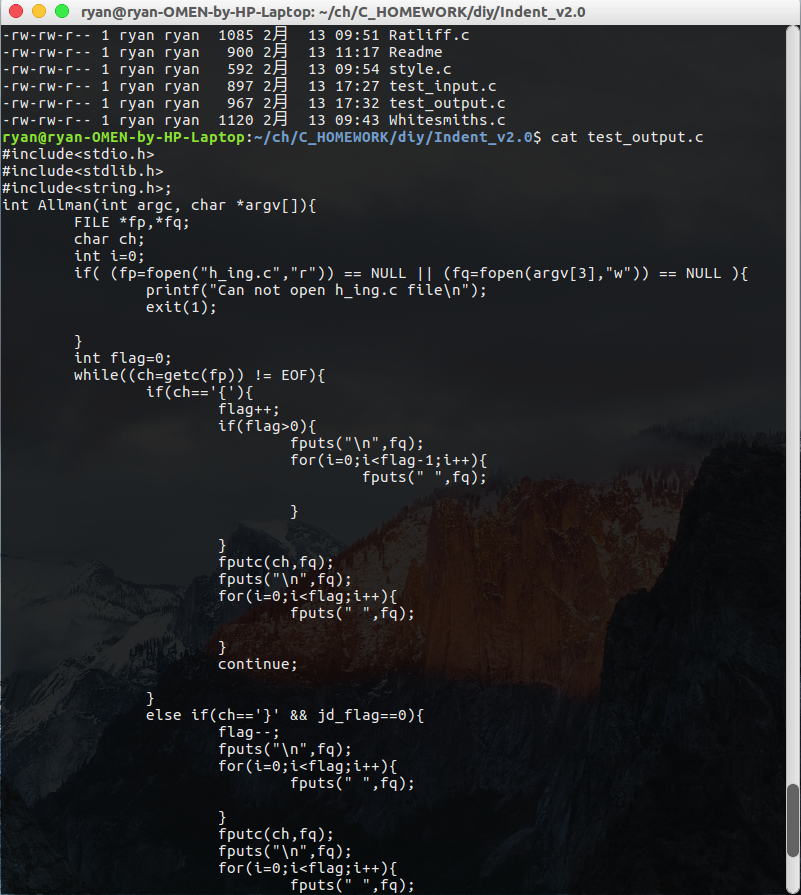 ryan@ryan-OMEN-by-HP-Laptop: ~/ch/C_HOMEWORK/diy/Indent_v2.0
-rw-rw-r-- 1 ryan ryan  1085 2月  13 09:51 Ratliff.c
-rw-rw-r-- 1 ryan ryan   900 2月  13 11:17 Readme
-rw-rw-r-- 1 ryan ryan   592 2月  13 09:54 style.c
-rw-rw-r-- 1 ryan ryan   897 2月  13 17:27 test_input.c
-rw-rw-r-- 1 ryan ryan   967 2月  13 17:32 test_output.c
-rw-rw-r-- 1 ryan ryan  1120 2月  13 09:43 Whitesmiths.c
ryan@ryan-OMEN-by-HP-Laptop:~/ch/C_HOMEWORK/diy/Indent_v2.0$ cat test_output.c
#include<stdio.h>
#include<stdlib.h>
#include<string.h>;
int Allman(int argc, char *argv[]){
        FILE *fp,*fq;
        char ch;
        int i=0;
        if( (fp=fopen("h_ing.c","r")) == NULL || (fq=fopen(argv[3],"w")) == NULL ){
                printf("Can not open h_ing.c file\n");
                exit(1);
        }
        int flag=0;
        while((ch=getc(fp)) != EOF){
                if(ch=='{'){
                        flag++;
                        if(flag>0){
                                fputs("\n",fq);
                                for(i=0;i<flag-1;i++){
                                        fputs(" ",fq);
                                }
                        }
                        fputc(ch,fq);
                        fputs("\n",fq);
                        for(i=0;i<flag;i++){
                                fputs(" ",fq);
                        }
                        continue;
                }
                else if(ch=='}' && jd_flag==0){
                        flag--;
                        fputs("\n",fq);
                        for(i=0;i<flag;i++){
                                fputs(" ",fq);
                        }
                        fputc(ch,fq);
                        fputs("\n",fq);
                        for(i=0;i<flag;i++){
                                fputs(" ",fq);